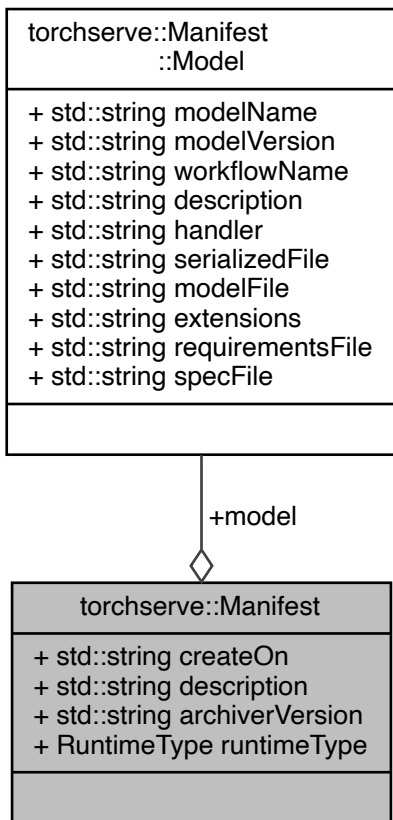 torchserve::Manifest
::Model
+ std::string modelName
+ std::string modelVersion
+ std::string workflowName
+ std::string description
+ std::string handler
+ std::string serializedFile
+ std::string modelFile
+ std::string extensions
+ std::string requirementsFile
+ std::string specFile
+model
torchserve::Manifest
+ std::string createOn
+ std::string description
+ std::string archiverVersion
+ RuntimeType runtimeType